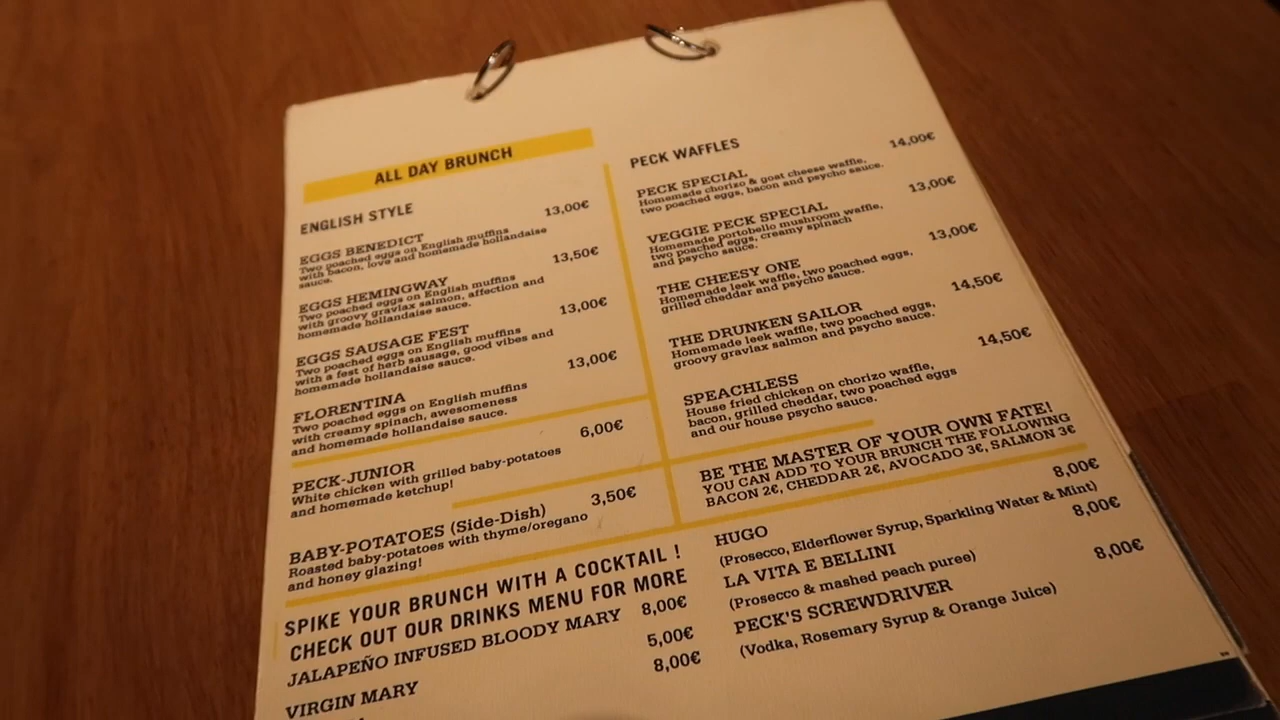 ALL DAY BRUNCH
ENGLISH STYLE
13,00€
EGGS BENEDICT
Two poached eggs on English muffins
with bacon, love and homemade hollandaise
sauce.
13,50€
EGGS HEMINGWAY
Two poached eggs on English muffins
with groovy gravlax salmon, affection and
homemade hollandaise sauce.
13,00€
EGGS SAUSAGE FEST
Two poached eggs on English muffins
with a fest of herb sausage, good vibes and
homemade hollandaise sauce.
13,00€
FLORENTINA
Two poached eggs on English muffins
with creamy spinach, awesomeness
and homemade hollandaise sauce.
6,00€
PECK-JUNIOR
White chicken with grilled baby-potatoes
and homemade ketchup!
3,50€
BABY-POTATOES (Side-Dish)
Roasted baby-potatoes with thyme/oregano
and honey glazing!
PECK WAFFLES
14,00€
PECK SPECIAL
Homemade chorizo & goat cheese waffle,
two poached eggs, bacon and psycho sauce.
13,00€
VEGGIE PECK SPECIAL
Homemade portobello mushroom waffle,
two poached eggs, creamy spinach
and psycho sauce.
13,00€
THE CHEESY ONE
Homemade leek waffle, two poached eggs,
grilled cheddar and psycho sauce.
14,50€
THE DRUNKEN SAILOR
Homemade leek waffle, two poached eggs,
groovy gravlax salmon and psycho sauce.
14,50€
SPEACHLESS
House fried chicken on chorizo waffle,
bacon, grilled cheddar, two poached eggs
and our house psycho sauce.
BE THE MASTER OF YOUR OWN FATE!
YOU CAN ADD TO YOUR BRUNCH THE FOLLOWING
BACON 2€, CHEDDAR 2€, AVOCADO 3€, SALMON 3€
SPIKE YOUR BRUNCH WITH A COCKTAIL !
CHECK OUT OUR DRINKS MENU FOR MORE
JALAPEÑO INFUSED BLOODY MARY 8,00€
5,00€
VIRGIN MARY
8,00€
8,00€
HUGO
(Prosecco, Elderflower Syrup, Sparkling Water & Mint)
8,00€
LA VITA E BELLINI
(Prosecco & mashed peach puree)
8,00€
PECK'S SCREWDRIVER
(Vodka, Rosemary Syrup & Orange Juice)